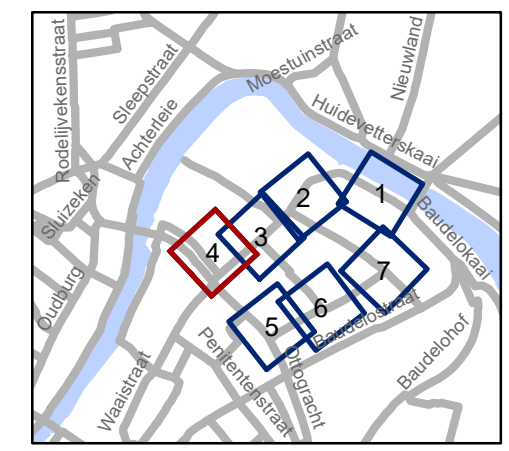 Rodelijvekensstraat
Sleepstraat
Achterleie
Moestuinstraat
Nieuwland
Huidevetterskaai
Sluizeken
Oudburg
Baudelokaai
1
2
3
4
5
6
7
Baudelostraat
Baudelohof
Waaistraat
Penitentenstraat
Ottogracht